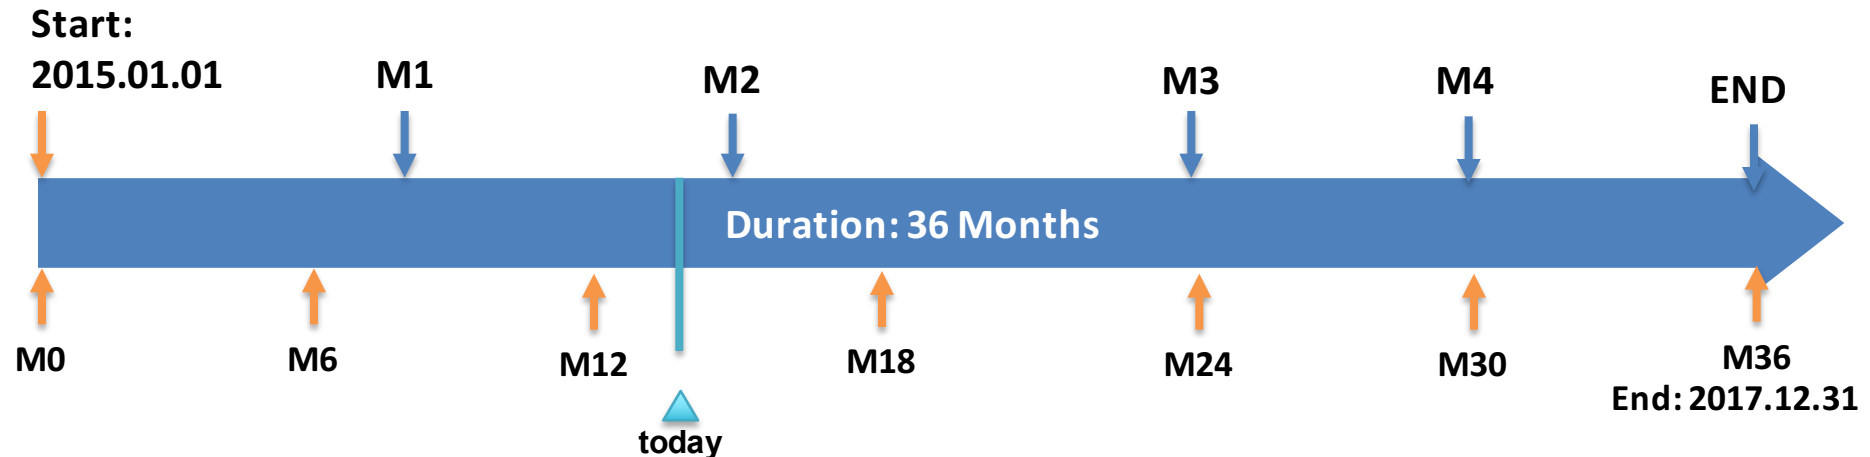 Start:
2015.01.01
M1
M2
M3
M4
END
Duration: 36 Months
M0
M6
M12
M18
M24
M30
M36
End: 2017.12.31
today